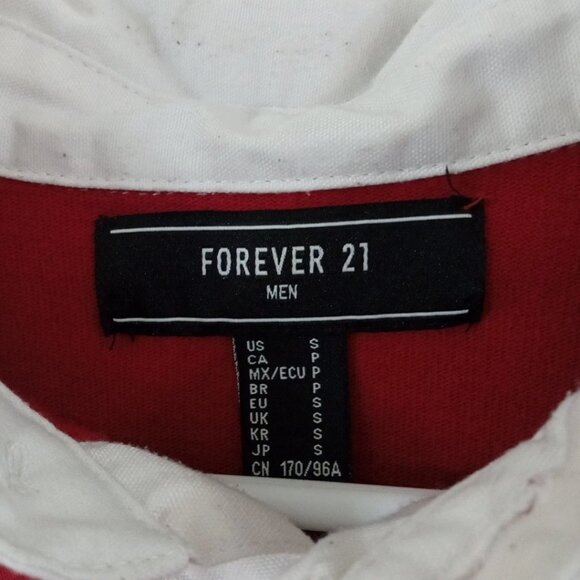 FOREVER 21
MEN
US S
CA P
MX/ECU P
BR P
EU S
UK S
KR S
JP S
CN 170/96A